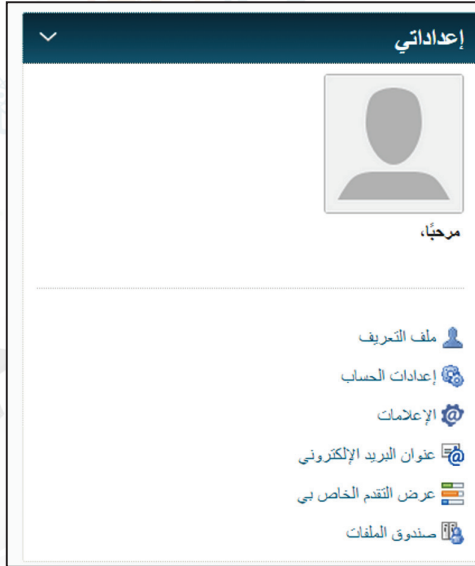 إعداداتي
مرحبًا،
ملف التعريف
إعدادات الحساب
الإعلامات
عنوان البريد الإلكتروني
عرض التقدم الخاص بي
صندوق الملفات